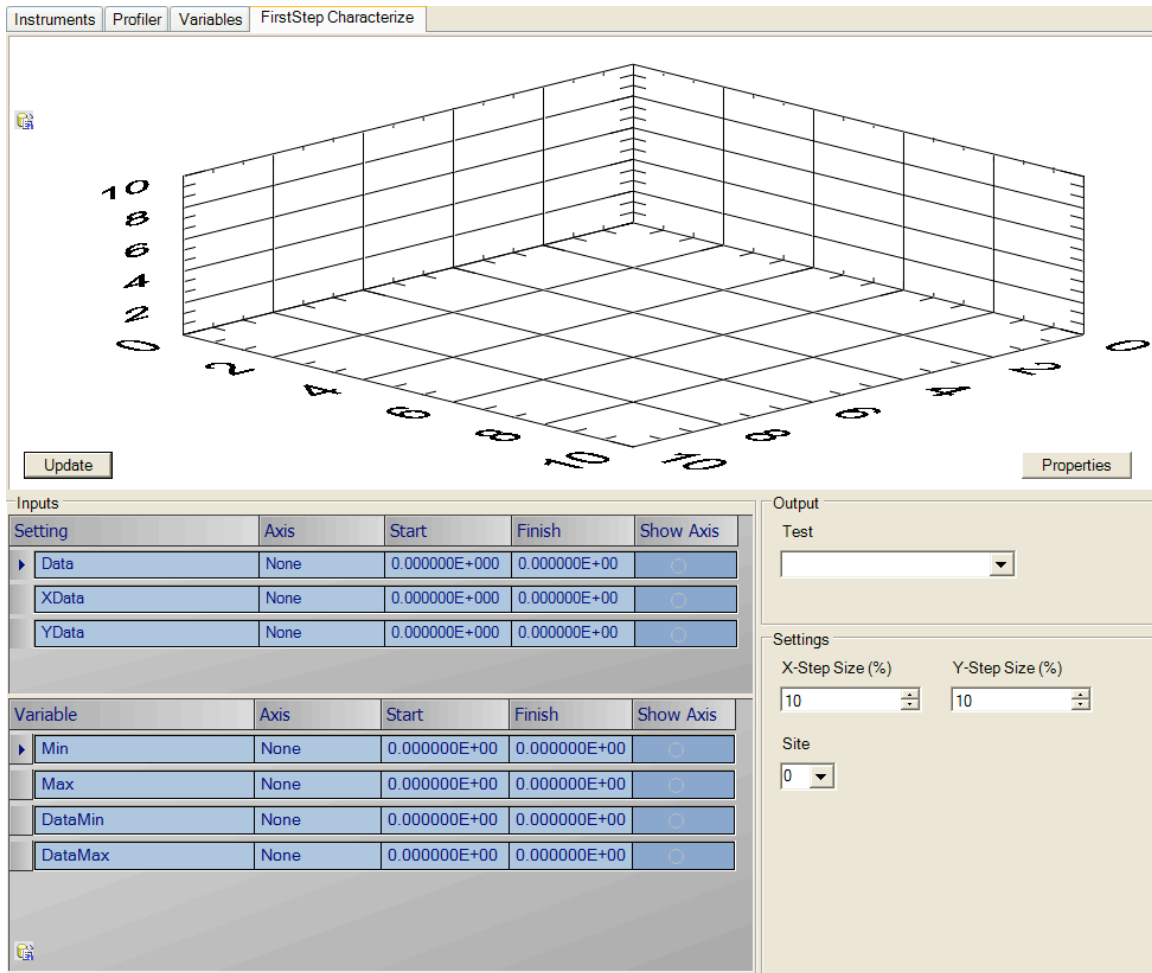 Instruments Profiler Variables FirstStep Characterize
10
8
6
4
2
0
2
4
6
8
10
10
8
6
4
2
0
Update
Properties
Inputs
Setting Axis Start Finish Show Axis
Data None 0.000000E+000 0.000000E+00
XData None 0.000000E+000 0.000000E+00
YData None 0.000000E+000 0.000000E+00
Variable Axis Start Finish Show Axis
Min None 0.000000E+00 0.000000E+00
Max None 0.000000E+00 0.000000E+00
DataMin None 0.000000E+00 0.000000E+00
DataMax None 0.000000E+00 0.000000E+00
Output
Test
Settings
X-Step Size (%) Y-Step Size (%)
10 10
Site
0